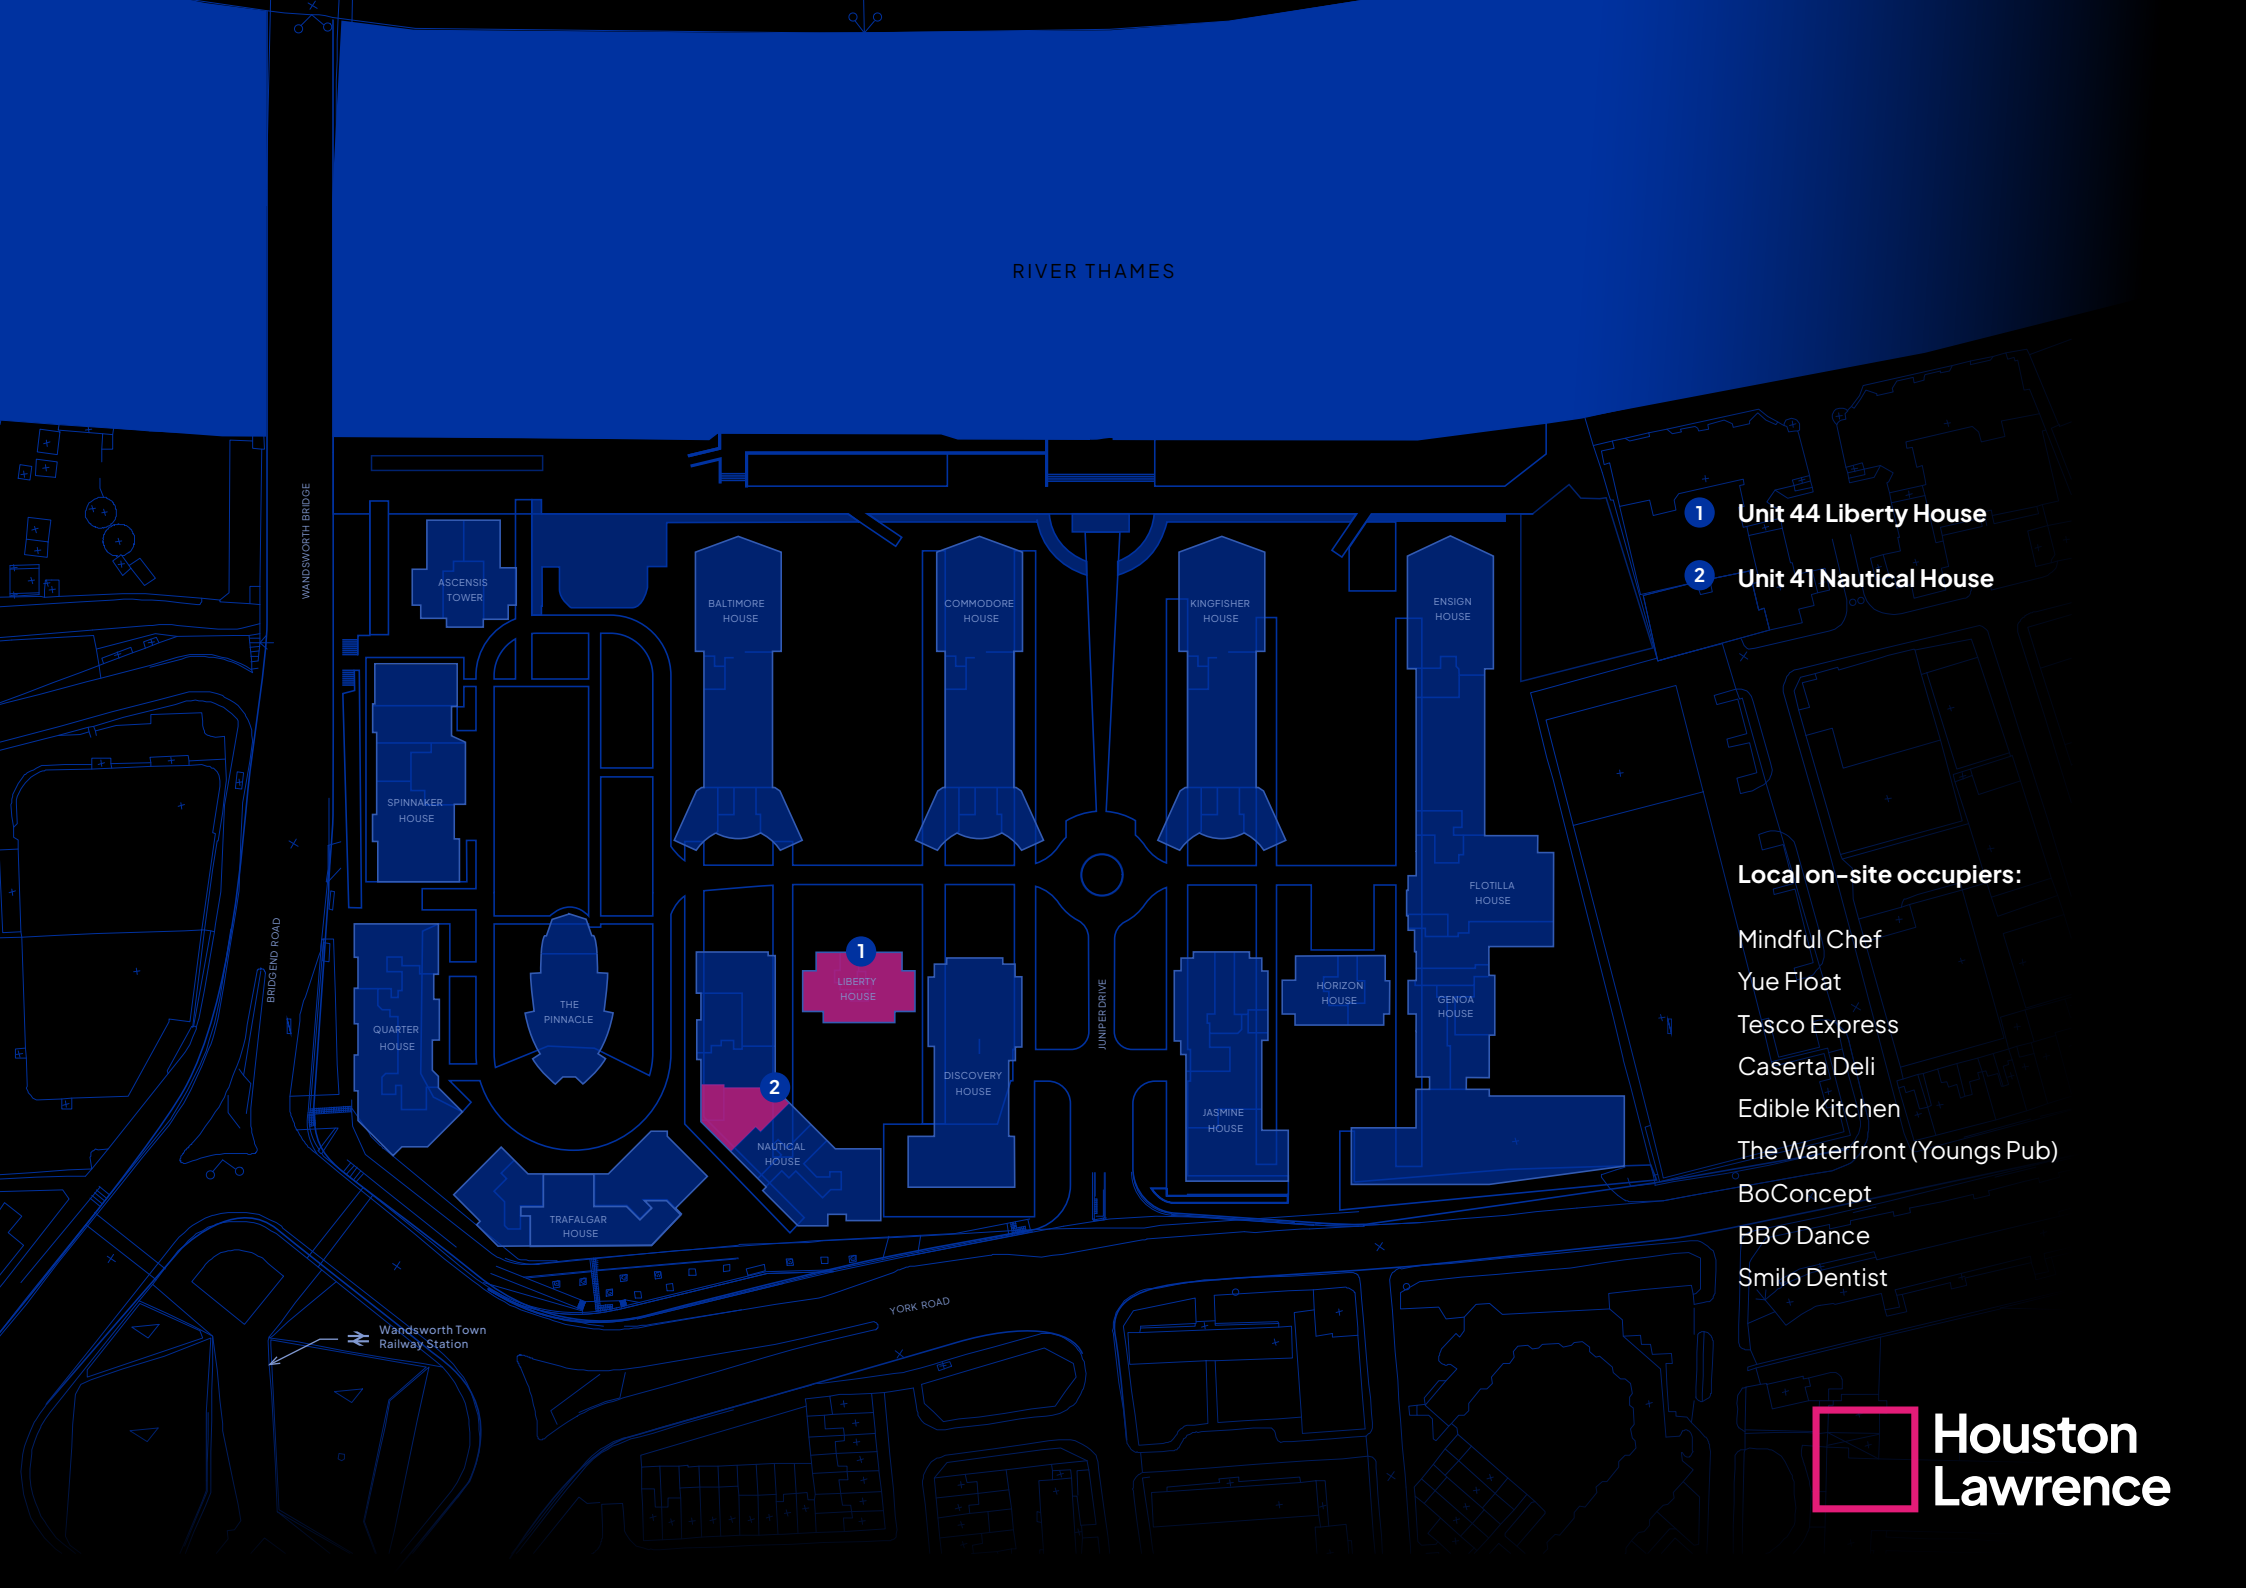 RIVER THAMES
WANDSWORTH BRIDGE
1 Unit 44 Liberty House
2 Unit 41 Nautical House
ASCENSIS
TOWER
BALTIMORE
HOUSE
COMMODORE
HOUSE
KINGFISHER
HOUSE
ENSIGN
HOUSE
SPINNAKER
HOUSE
FLOTILLA
HOUSE
BRIDGEND ROAD
1
LIBERTY
HOUSE
HORIZON
HOUSE
GENOA
HOUSE
THE
PINNACLE
QUARTER
HOUSE
JUNIPER DRIVE
DISCOVERY
HOUSE
2
NAUTICAL
HOUSE
JASMINE
HOUSE
TRAFALGAR
HOUSE
YORK ROAD
Wandsworth Town
Railway Station
Local on-site occupiers:
Mindful Chef
Yue Float
Tesco Express
Caserta Deli
Edible Kitchen
The Waterfront (Youngs Pub)
BoConcept
BBO Dance
Smilo Dentist
Houston
Lawrence